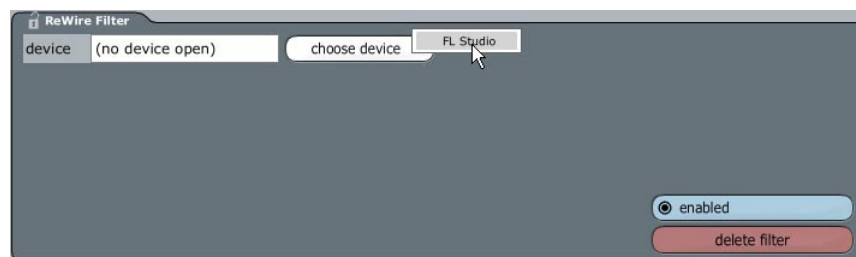 ReWire Filter
device (no device open) choose device FL Studio
enabled
delete filter